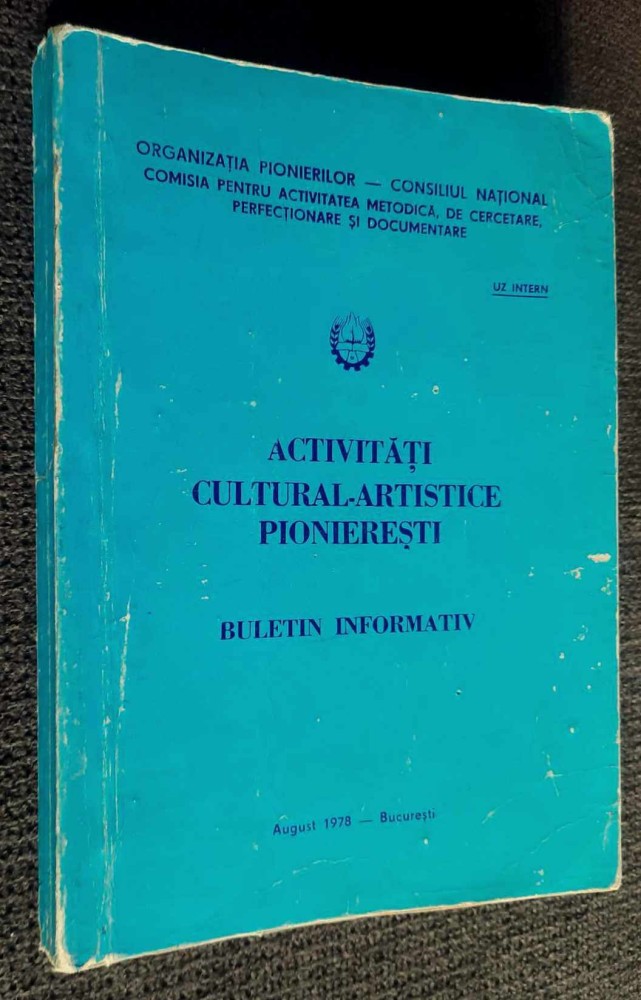 ORGANIZAȚIA PIONIERILOR — CONSILIUL NAȚIONAL
COMISIA PENTRU ACTIVITATEA METODICĂ, DE CERCETARE,
PERFECȚIONARE ȘI DOCUMENTARE
UZ INTERN
ACTIVITĂȚI
CULTURAL-ARTISTICE
PIONIEREȘTI
BULETIN INFORMATIV
August 1978 — București